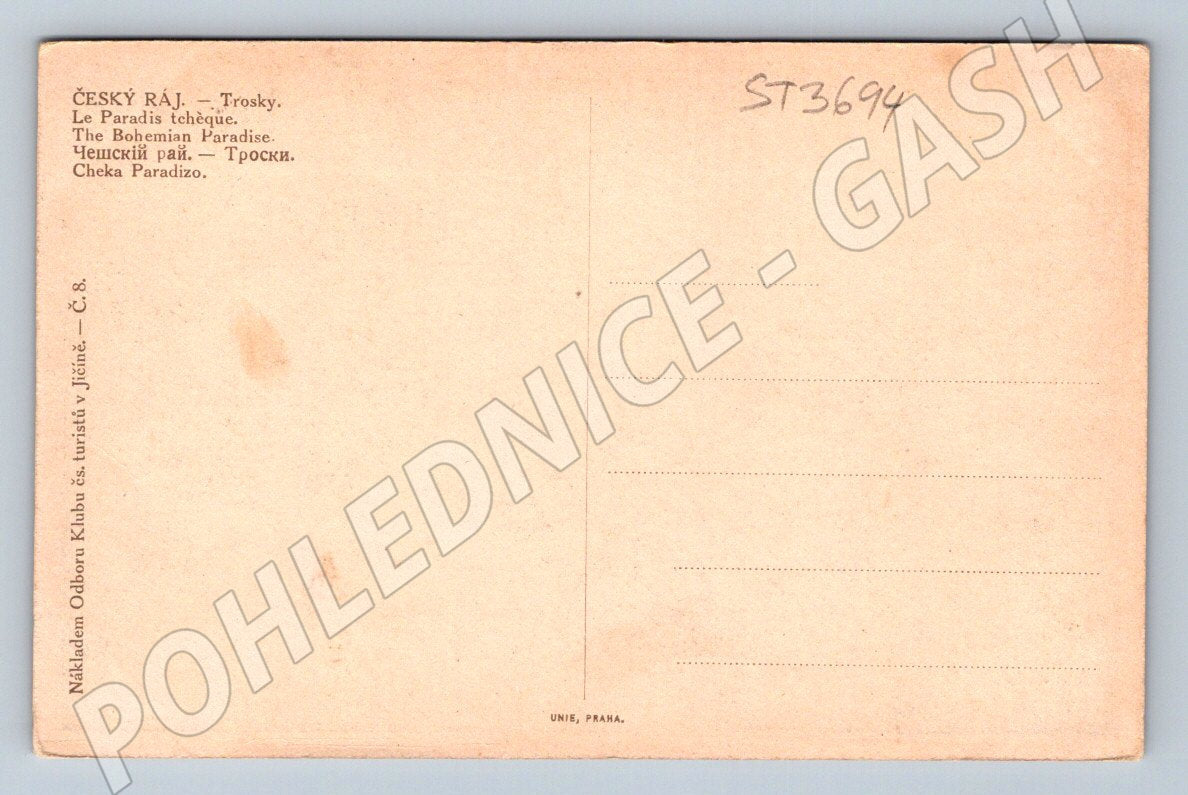 ČESKÝ RÁJ. — Trosky.
Le Paradis tchèque.
The Bohemian Paradise.
Чешскiй рай. — Троски.
Cheka Paradizo.
ST3694
Nákladem Odboru Klubu čs. turistů v Jičíně. — Č. 8.
UNIE, PRAHA.
POHLEDNICE - GASH